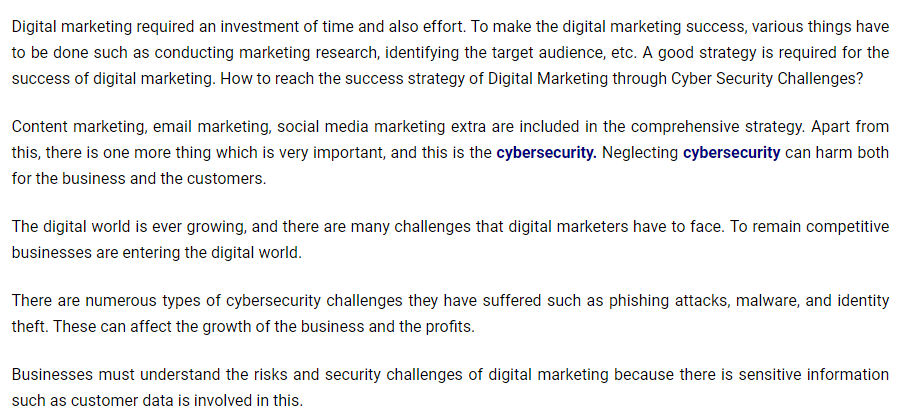 Digital marketing required an investment of time and also effort. To make the digital marketing success, various things have
to be done such as conducting marketing research, identifying the target audience, etc. A good strategy is required for the
success of digital marketing. How to reach the success strategy of Digital Marketing through Cyber Security Challenges?
Content marketing, email marketing, social media marketing extra are included in the comprehensive strategy. Apart from
this, there is one more thing which is very important, and this is the cybersecurity. Neglecting cybersecurity can harm both
for the business and the customers.
The digital world is ever growing, and there are many challenges that digital marketers have to face. To remain competitive
businesses are entering the digital world.
There are numerous types of cybersecurity challenges they have suffered such as phishing attacks, malware, and identity
theft. These can affect the growth of the business and the profits.
Businesses must understand the risks and security challenges of digital marketing because there is sensitive information
such as customer data is involved in this.